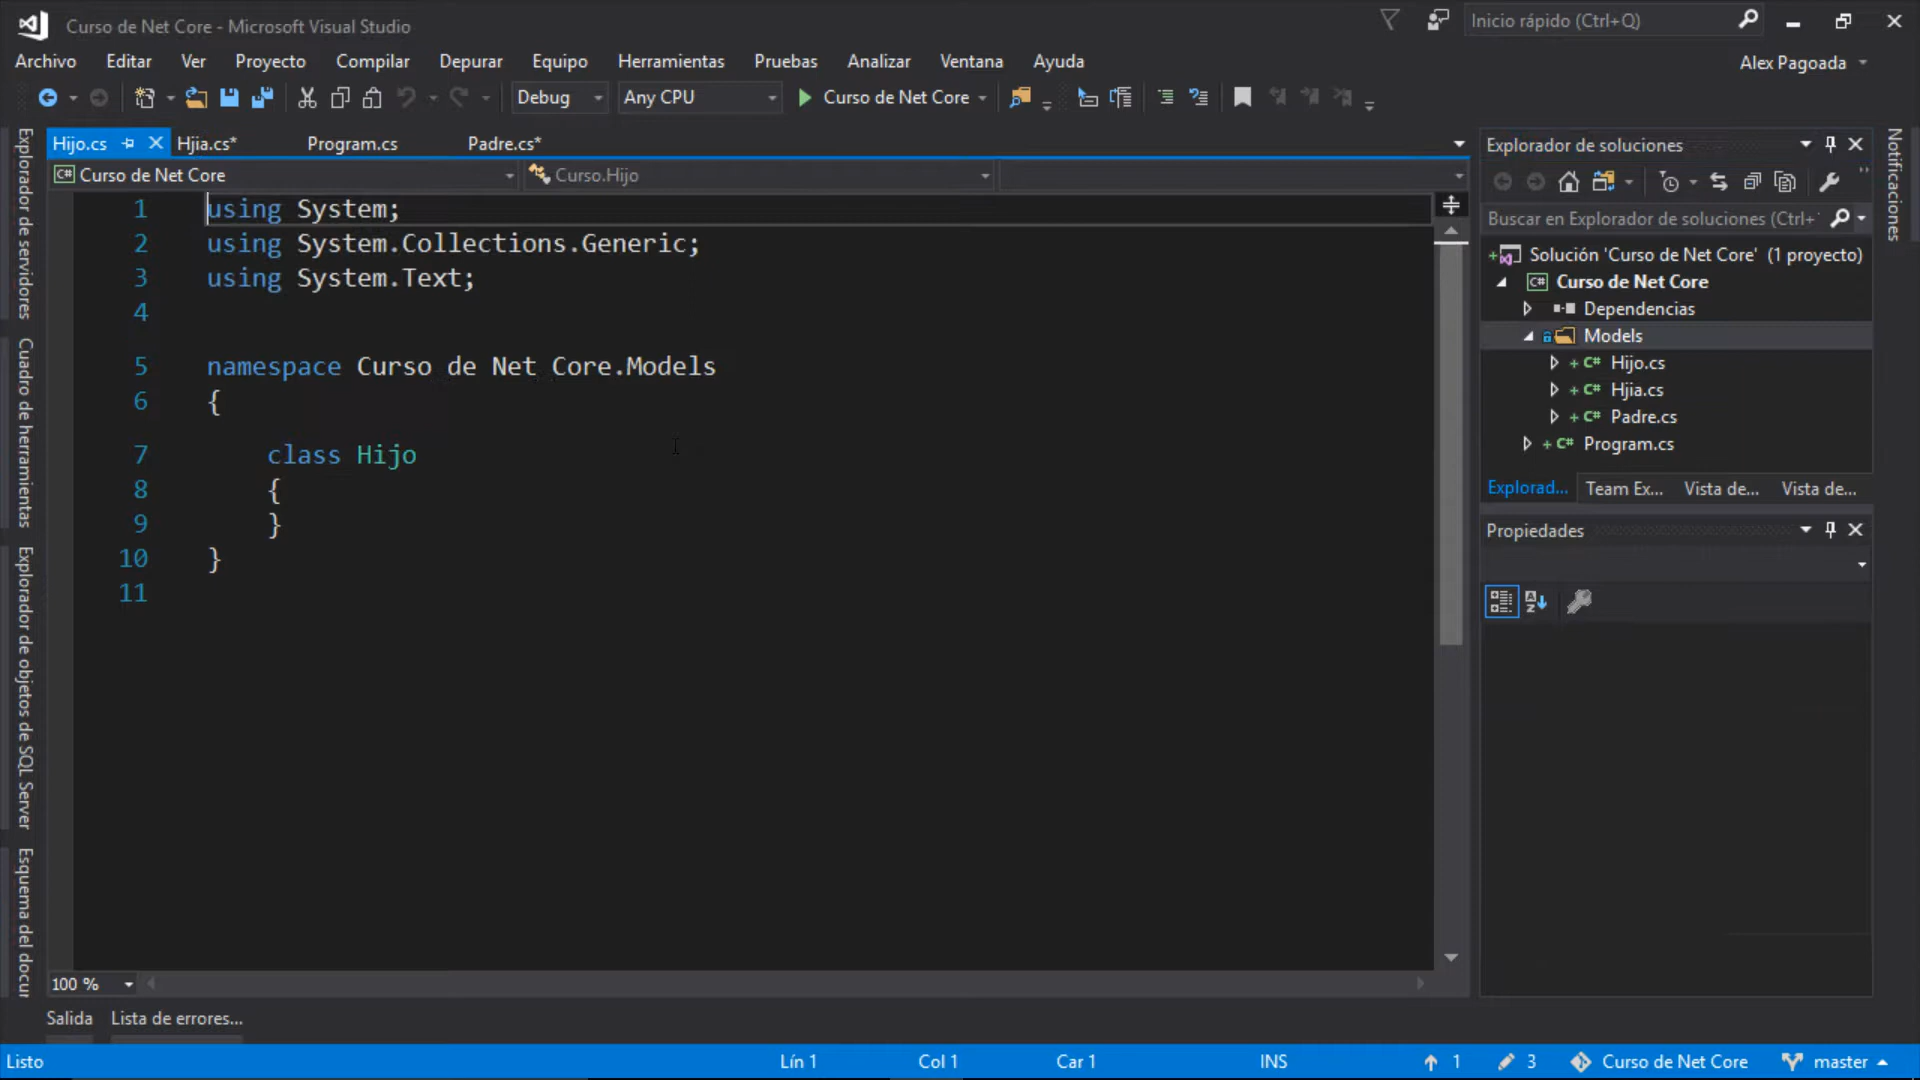 Curso de Net Core - Microsoft Visual Studio
Inicio rápido (Ctrl+Q)
Archivo Editar Ver Proyecto Compilar Depurar Equipo Herramientas Pruebas Analizar Ventana Ayuda
Alex Pagoada
Debug Any CPU Curso de Net Core
Hijo.cs Hjia.cs* Program.cs Padre.cs*
C# Curso de Net Core Curso.Hijo
1 using System;
2 using System.Collections.Generic;
3 using System.Text;
4
5 namespace Curso de Net Core.Models
6 {
7 class Hijo
8 {
9 }
10 }
11
100 %
Explorador de servidores
Cuadro de herramientas
Explorador de objetos de SQL Server
Esquema del docur
Explorador de soluciones
Buscar en Explorador de soluciones (Ctrl+'
Solución 'Curso de Net Core' (1 proyecto)
C# Curso de Net Core
Dependencias
Models
C# Hijo.cs
C# Hjia.cs
C# Padre.cs
C# Program.cs
Explorad... Team Ex... Vista de... Vista de...
Propiedades
Notificaciones
Salida Lista de errores...
Listo Lín 1 Col 1 Car 1 INS 1 3 Curso de Net Core master